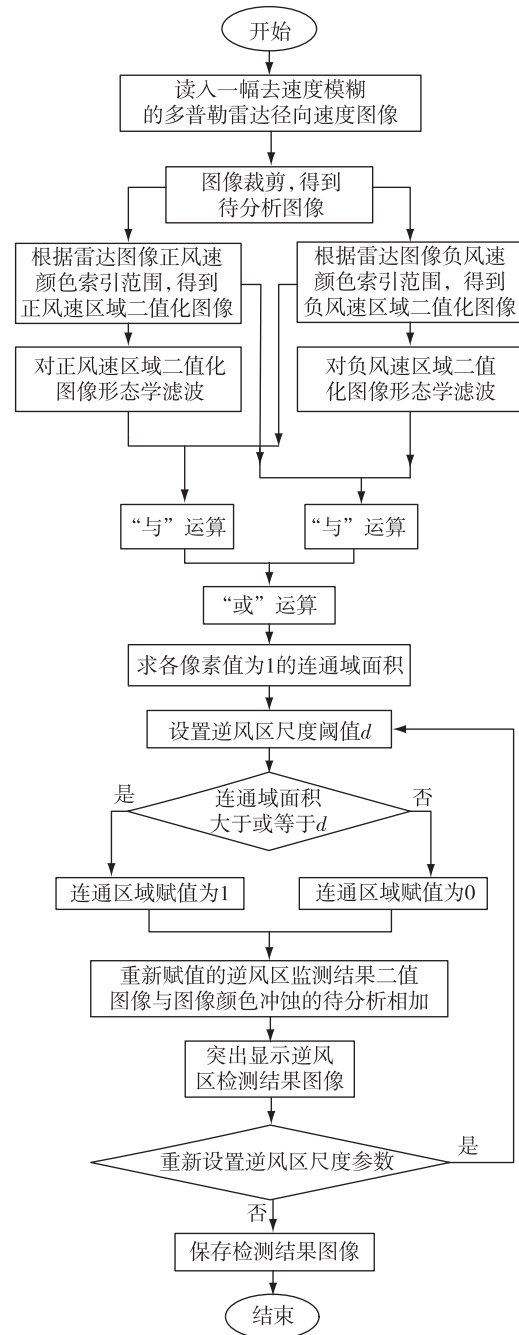 开始
读入一幅去速度模糊
的多普勒雷达径向速度图像
图像裁剪,得到
待分析图像
根据雷达图像正风速
颜色索引范围,得到
正风速区域二值化图像
根据雷达图像负风速
颜色索引范围,得到
负风速区域二值化图像
对正风速区域二值化
图像形态学滤波
对负风速区域二值
化图像形态学滤波
“与”运算
“与”运算
“或”运算
求各像素值为1的连通域面积
设置逆风区尺度阈值d
是
连通域面积
大于或等于d
否
连通区域赋值为1
连通区域赋值为0
重新赋值的逆风区监测结果二值
图像与图像颜色冲蚀的待分析相加
突出显示逆风
区检测结果图像
重新设置逆风区尺度参数
是
否
保存检测结果图像
结束